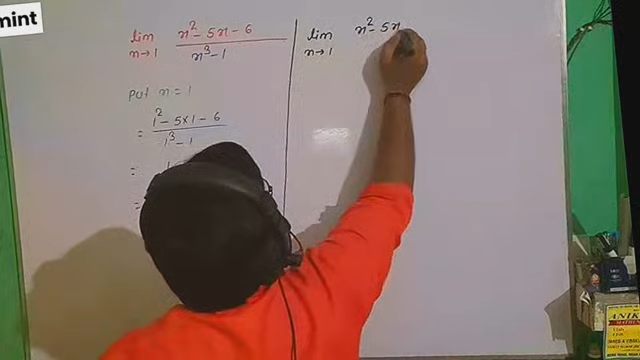 mint
lim x² - 5x - 6 / x³ - 1
x→1
put x = 1
= 1² - 5×1 - 6 / 1³ - 1
=
=
lim x² - 5x
x→1
ANIK